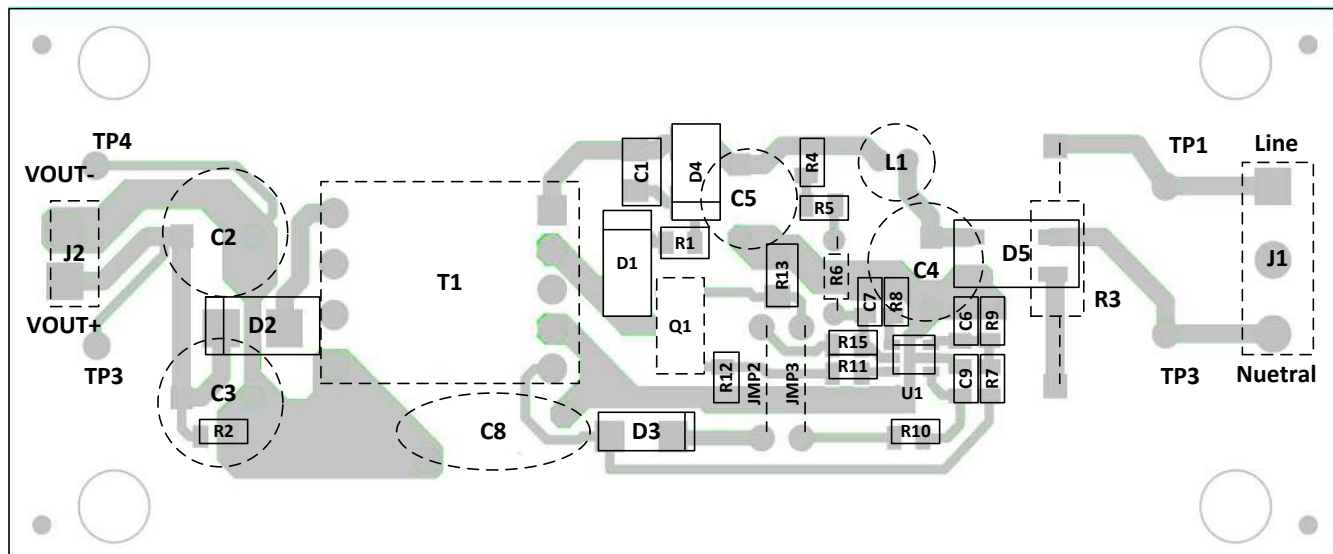 TP4
VOUT-
J2
VOUT+
TP3
C2
D2
C3
R2
T1
C8
C1
D4
C5
R4
L1
R5
R1
D1
Q1
R13
R6
C4
D5
C7
R8
C6
R9
R3
R15
R11
R12
JMP2
JMP3
U1
C9
R7
D3
R10
TP1
Line
J1
TP3
Nuetral